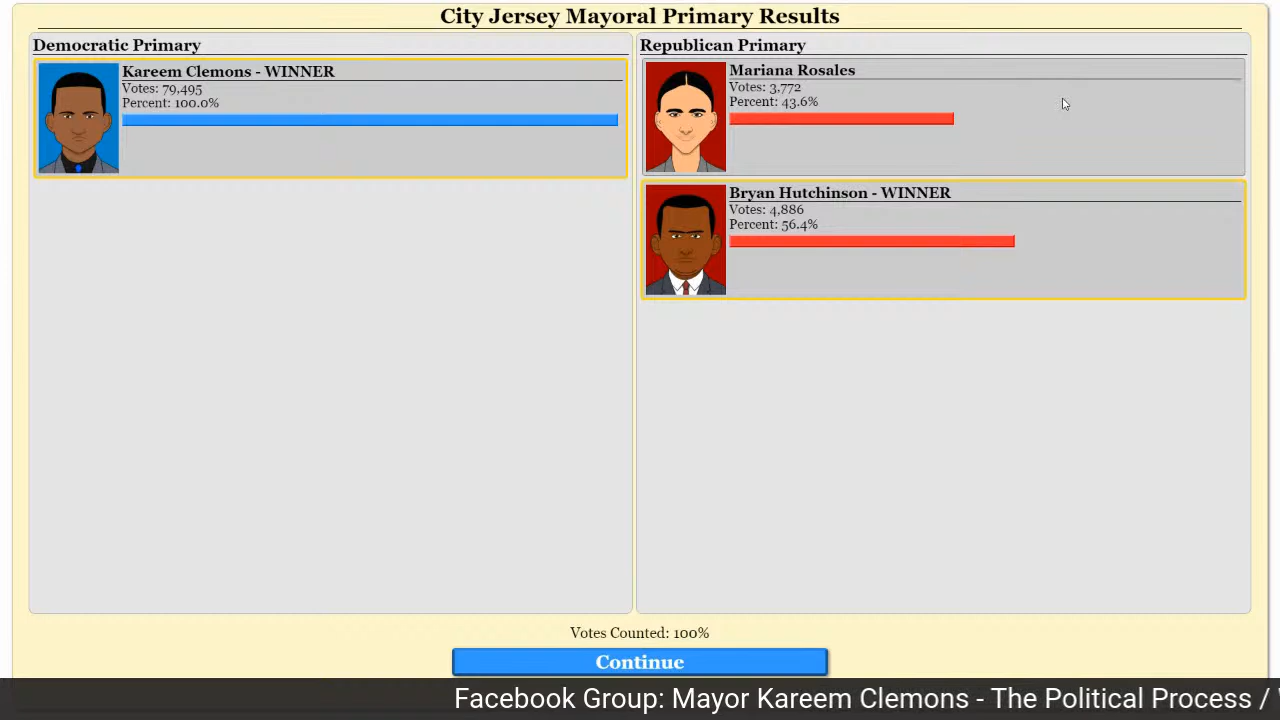 City Jersey Mayoral Primary Results
Democratic Primary
Kareem Clemons - WINNER
Votes: 79,495
Percent: 100.0%
Republican Primary
Mariana Rosales
Votes: 3,772
Percent: 43.6%
Bryan Hutchinson - WINNER
Votes: 4,886
Percent: 56.4%
Votes Counted: 100%
Continue
Facebook Group: Mayor Kareem Clemons - The Political Process /